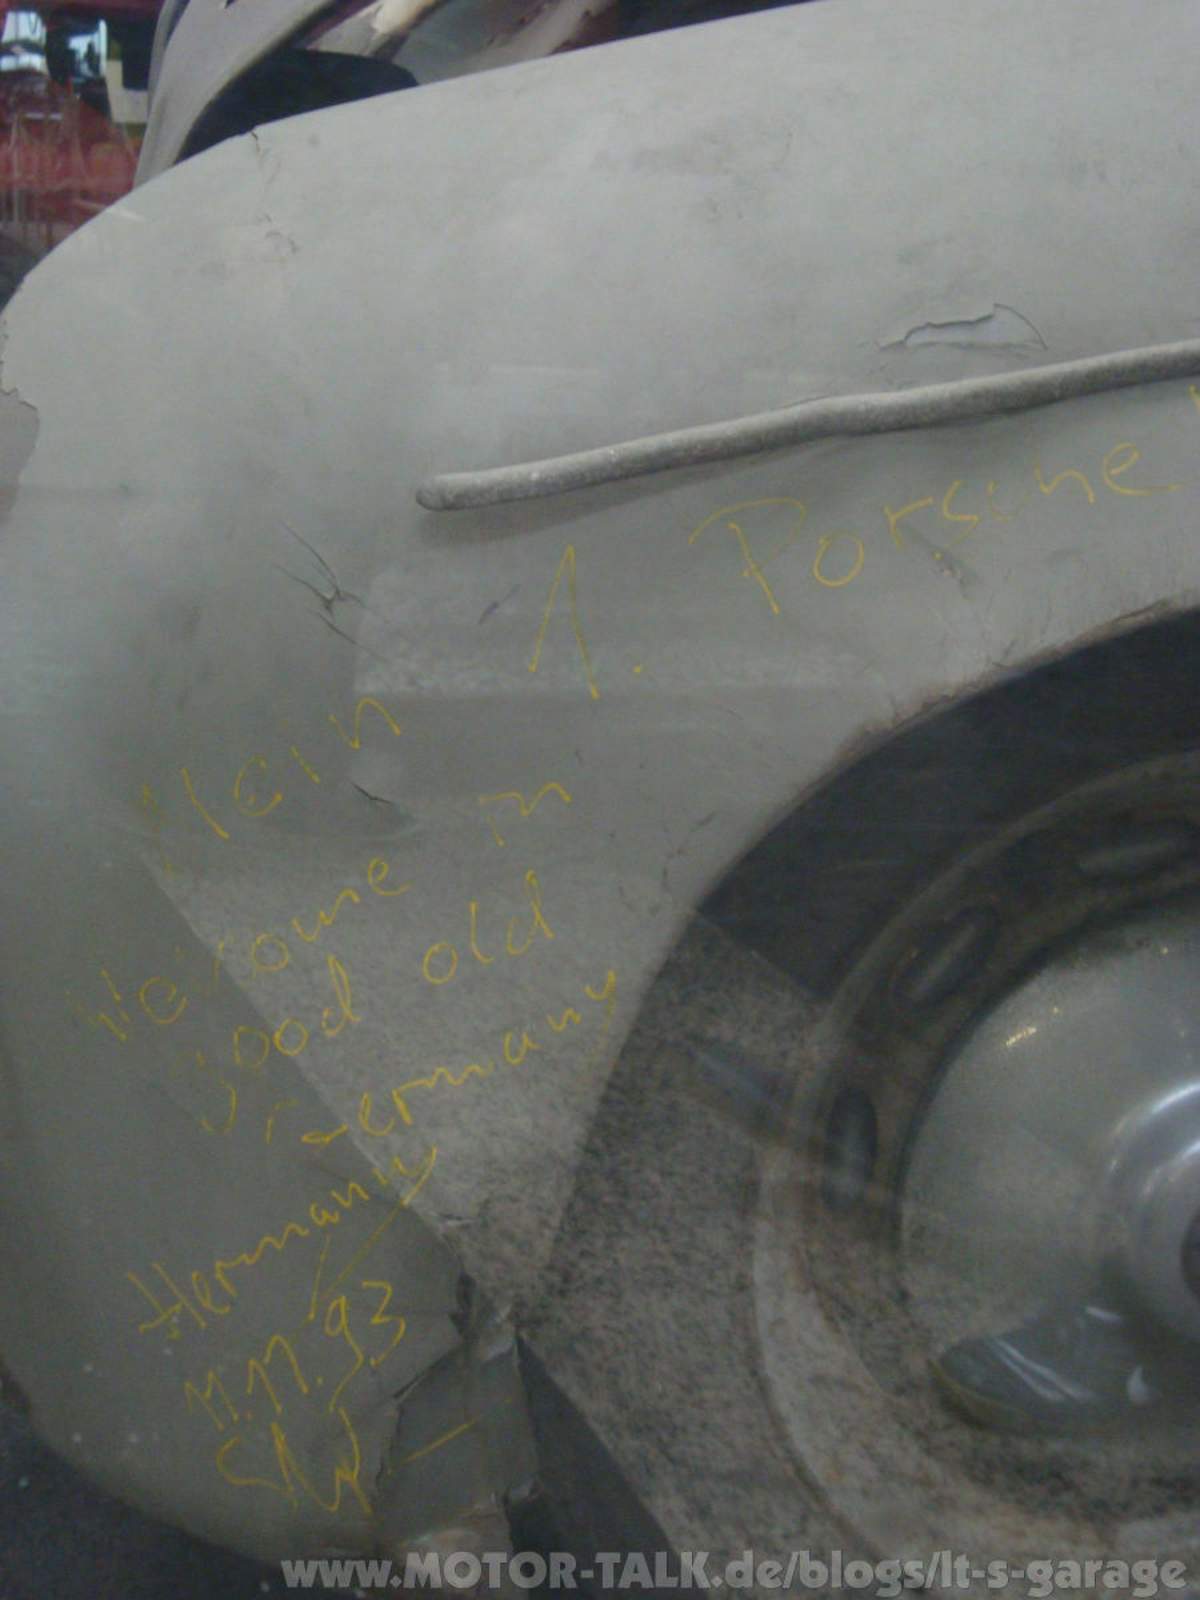 Mein 1. Porsche
Welcome in
good old
Germany
Hermann
11.11.93
www.MOTOR-TALK.de/blogs/lt-s-garage